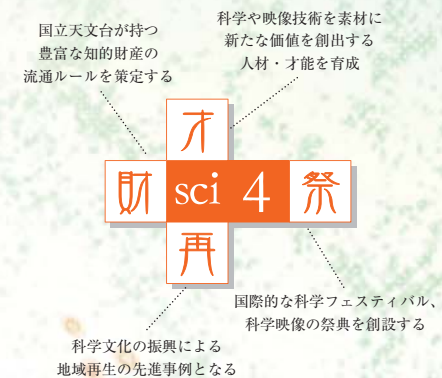 国立天文台が持つ
豊富な知的財産の
流通ルールを策定する
科学や映像技術を素材に
新たな価値を創出する
人材・才能を育成
才
財 sci 4 祭
再
国際的な科学フェスティバル、
科学映像の祭典を創設する
科学文化の振興による
地域再生の先進事例となる